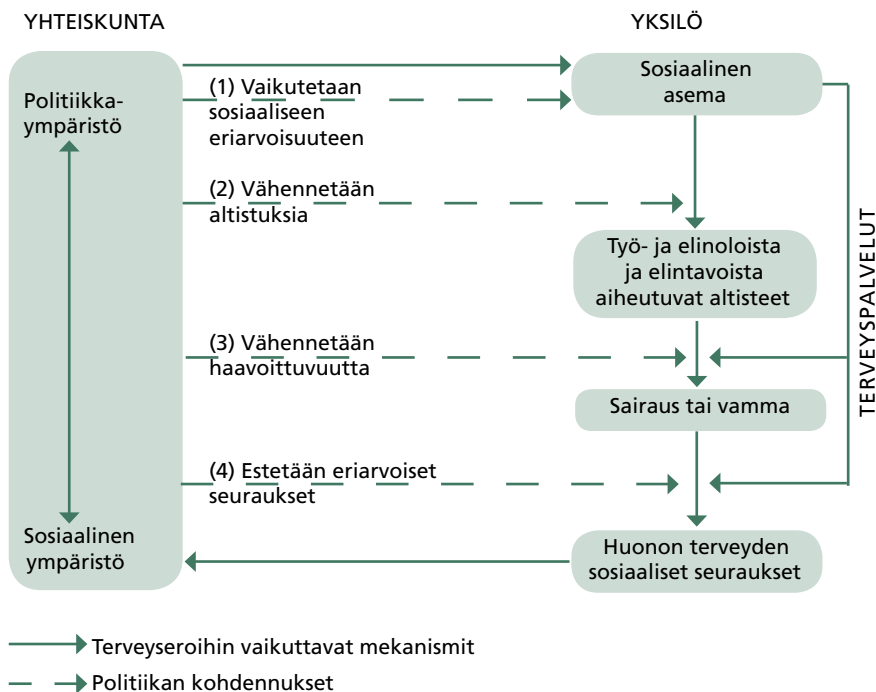 YHTEISKUNTA
YKSILÖ
Politiikka-
ympäristö
Sosiaalinen
ympäristö
(1) Vaikutetaan
sosiaaliseen
eriarvoisuuteen
(2) Vähennetään
altistuksia
(3) Vähennetään
haavoittuvuutta
(4) Estetään eriarvoiset
seuraukset
Sosiaalinen
asema
Työ- ja elinoloista
ja elintavoista
aiheutuvat altisteet
Sairaus tai vamma
Huonon terveyden
sosiaaliset seuraukset
TERVEYSPALVELUT
Terveyseroihin vaikuttavat mekanismit
Politiikan kohdennukset